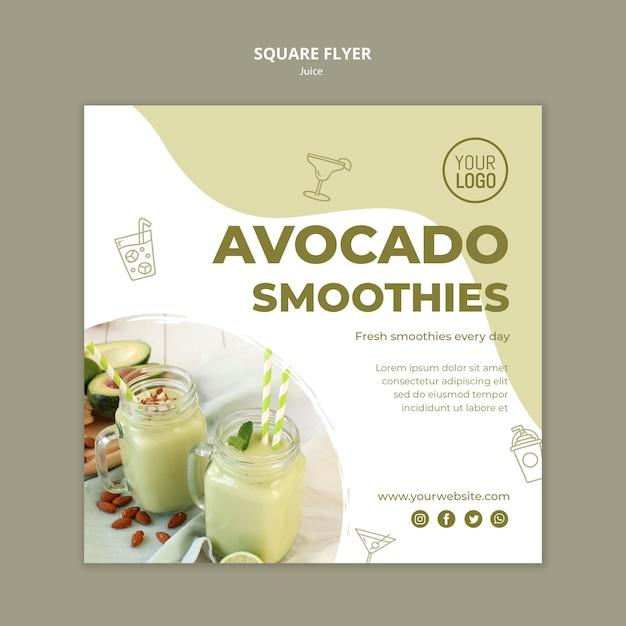 SQUARE FLYER
Juice
YOUR
LOGO
AVOCADO
SMOOTHIES
Fresh smoothies every day
Lorem ipsum dolor sit amet
consectetur adipiscing elit
sed do eiusmod tempor
incididunt ut labore et
www.yourwebsite.com